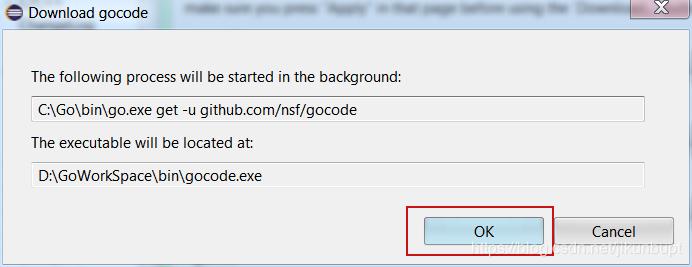 make sure you press "Apply" in that page before using the 'Download
Download gocode
The following process will be started in the background:
C:\Go\bin\go.exe get -u github.com/nsf/gocode
The executable will be located at:
D:\GoWorkSpace\bin\gocode.exe
OK
Cancel
https://blog.csdn.net/jikunbupt